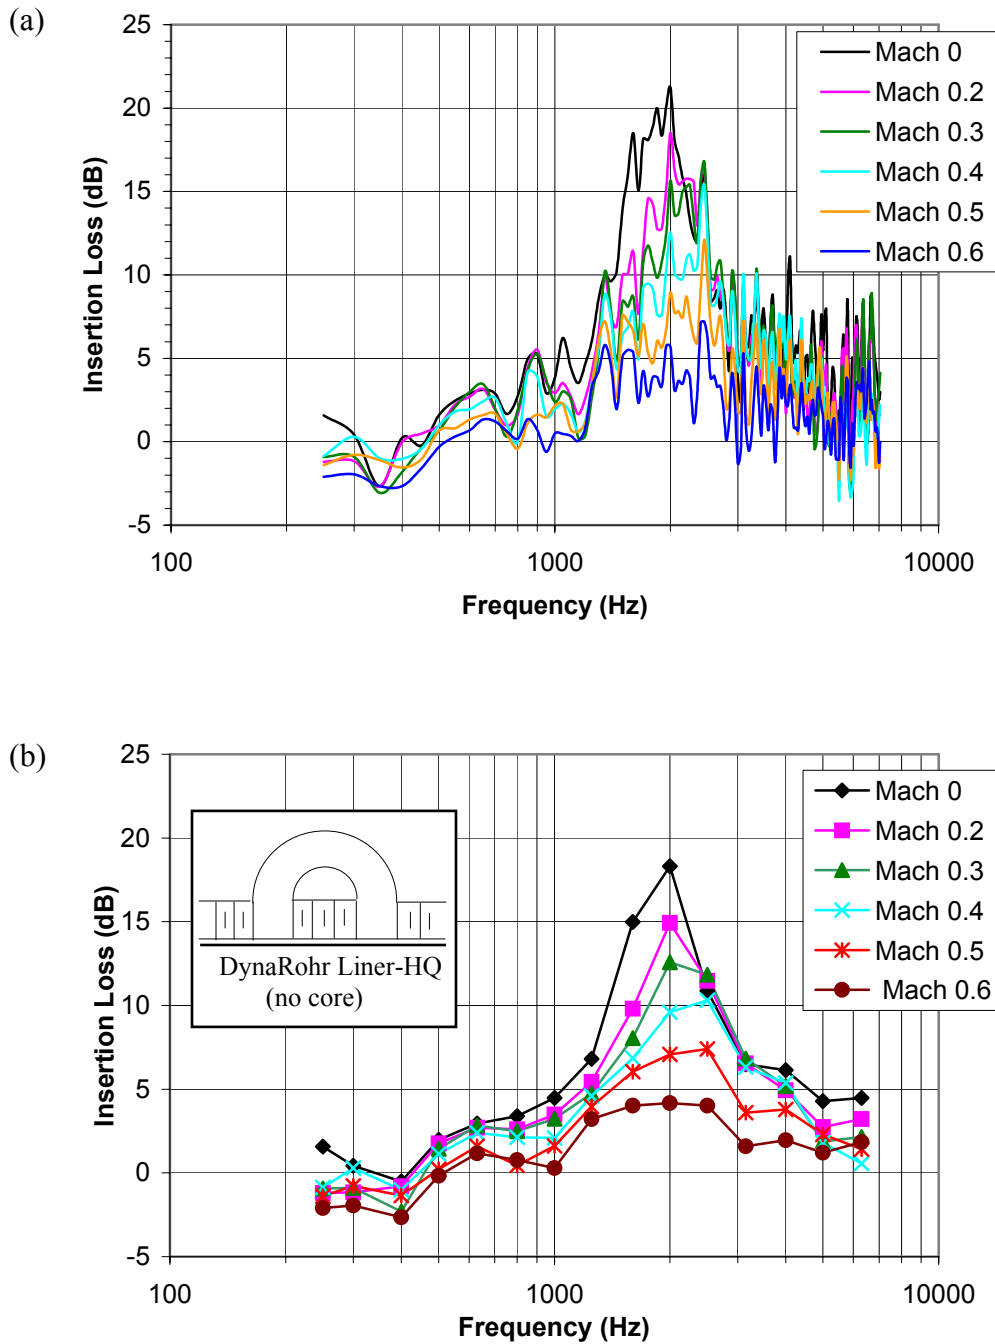 (a)
25
20
15
10
5
0
-5
Insertion Loss (dB)
100
1000
10000
Frequency (Hz)
Mach 0
Mach 0.2
Mach 0.3
Mach 0.4
Mach 0.5
Mach 0.6
(b)
25
20
15
10
5
0
-5
Insertion Loss (dB)
DynaRohr Liner-HQ
(no core)
100
1000
10000
Frequency (Hz)
Mach 0
Mach 0.2
Mach 0.3
Mach 0.4
Mach 0.5
Mach 0.6